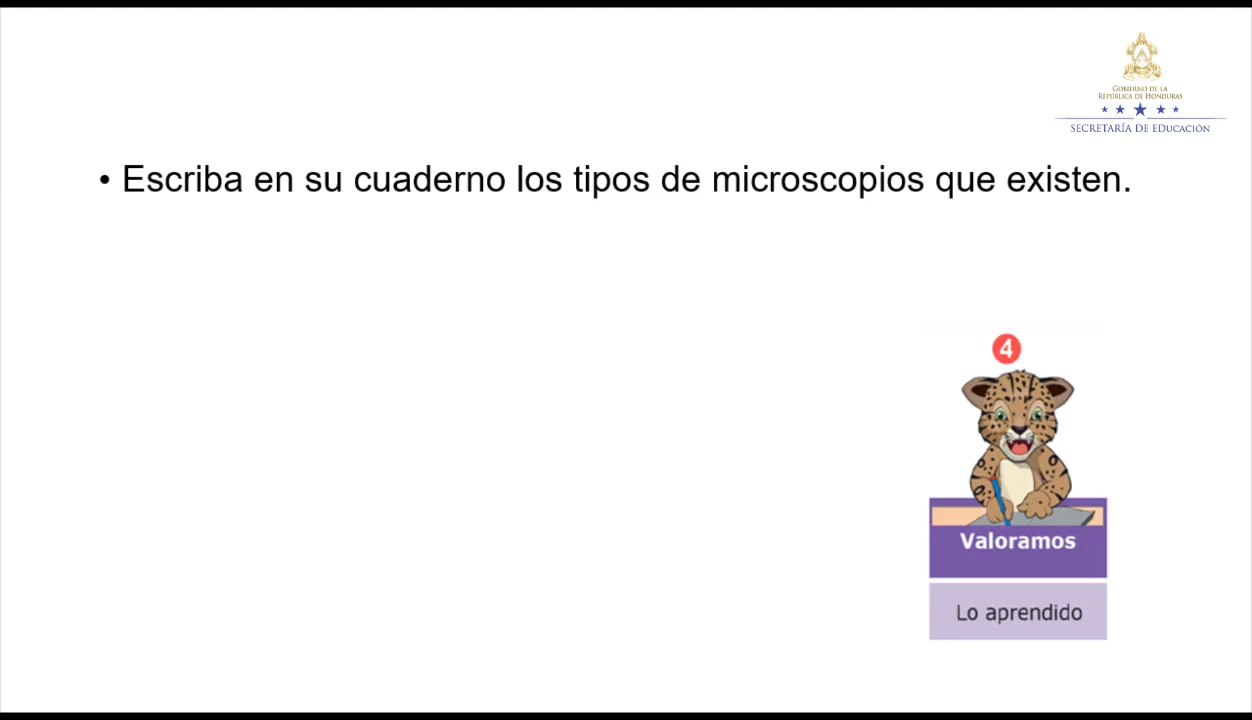 GOBIERNO DE LA
REPÚBLICA DE HONDURAS
SECRETARÍA DE EDUCACIÓN
• Escriba en su cuaderno los tipos de microscopios que existen.
4
Valoramos
Lo aprendido